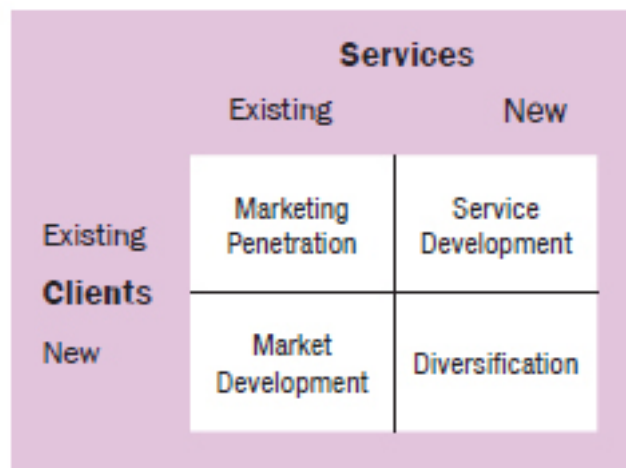 Services
Existing New
Marketing Service
Existing Penetration Development
Clients
New Market Diversification
Development